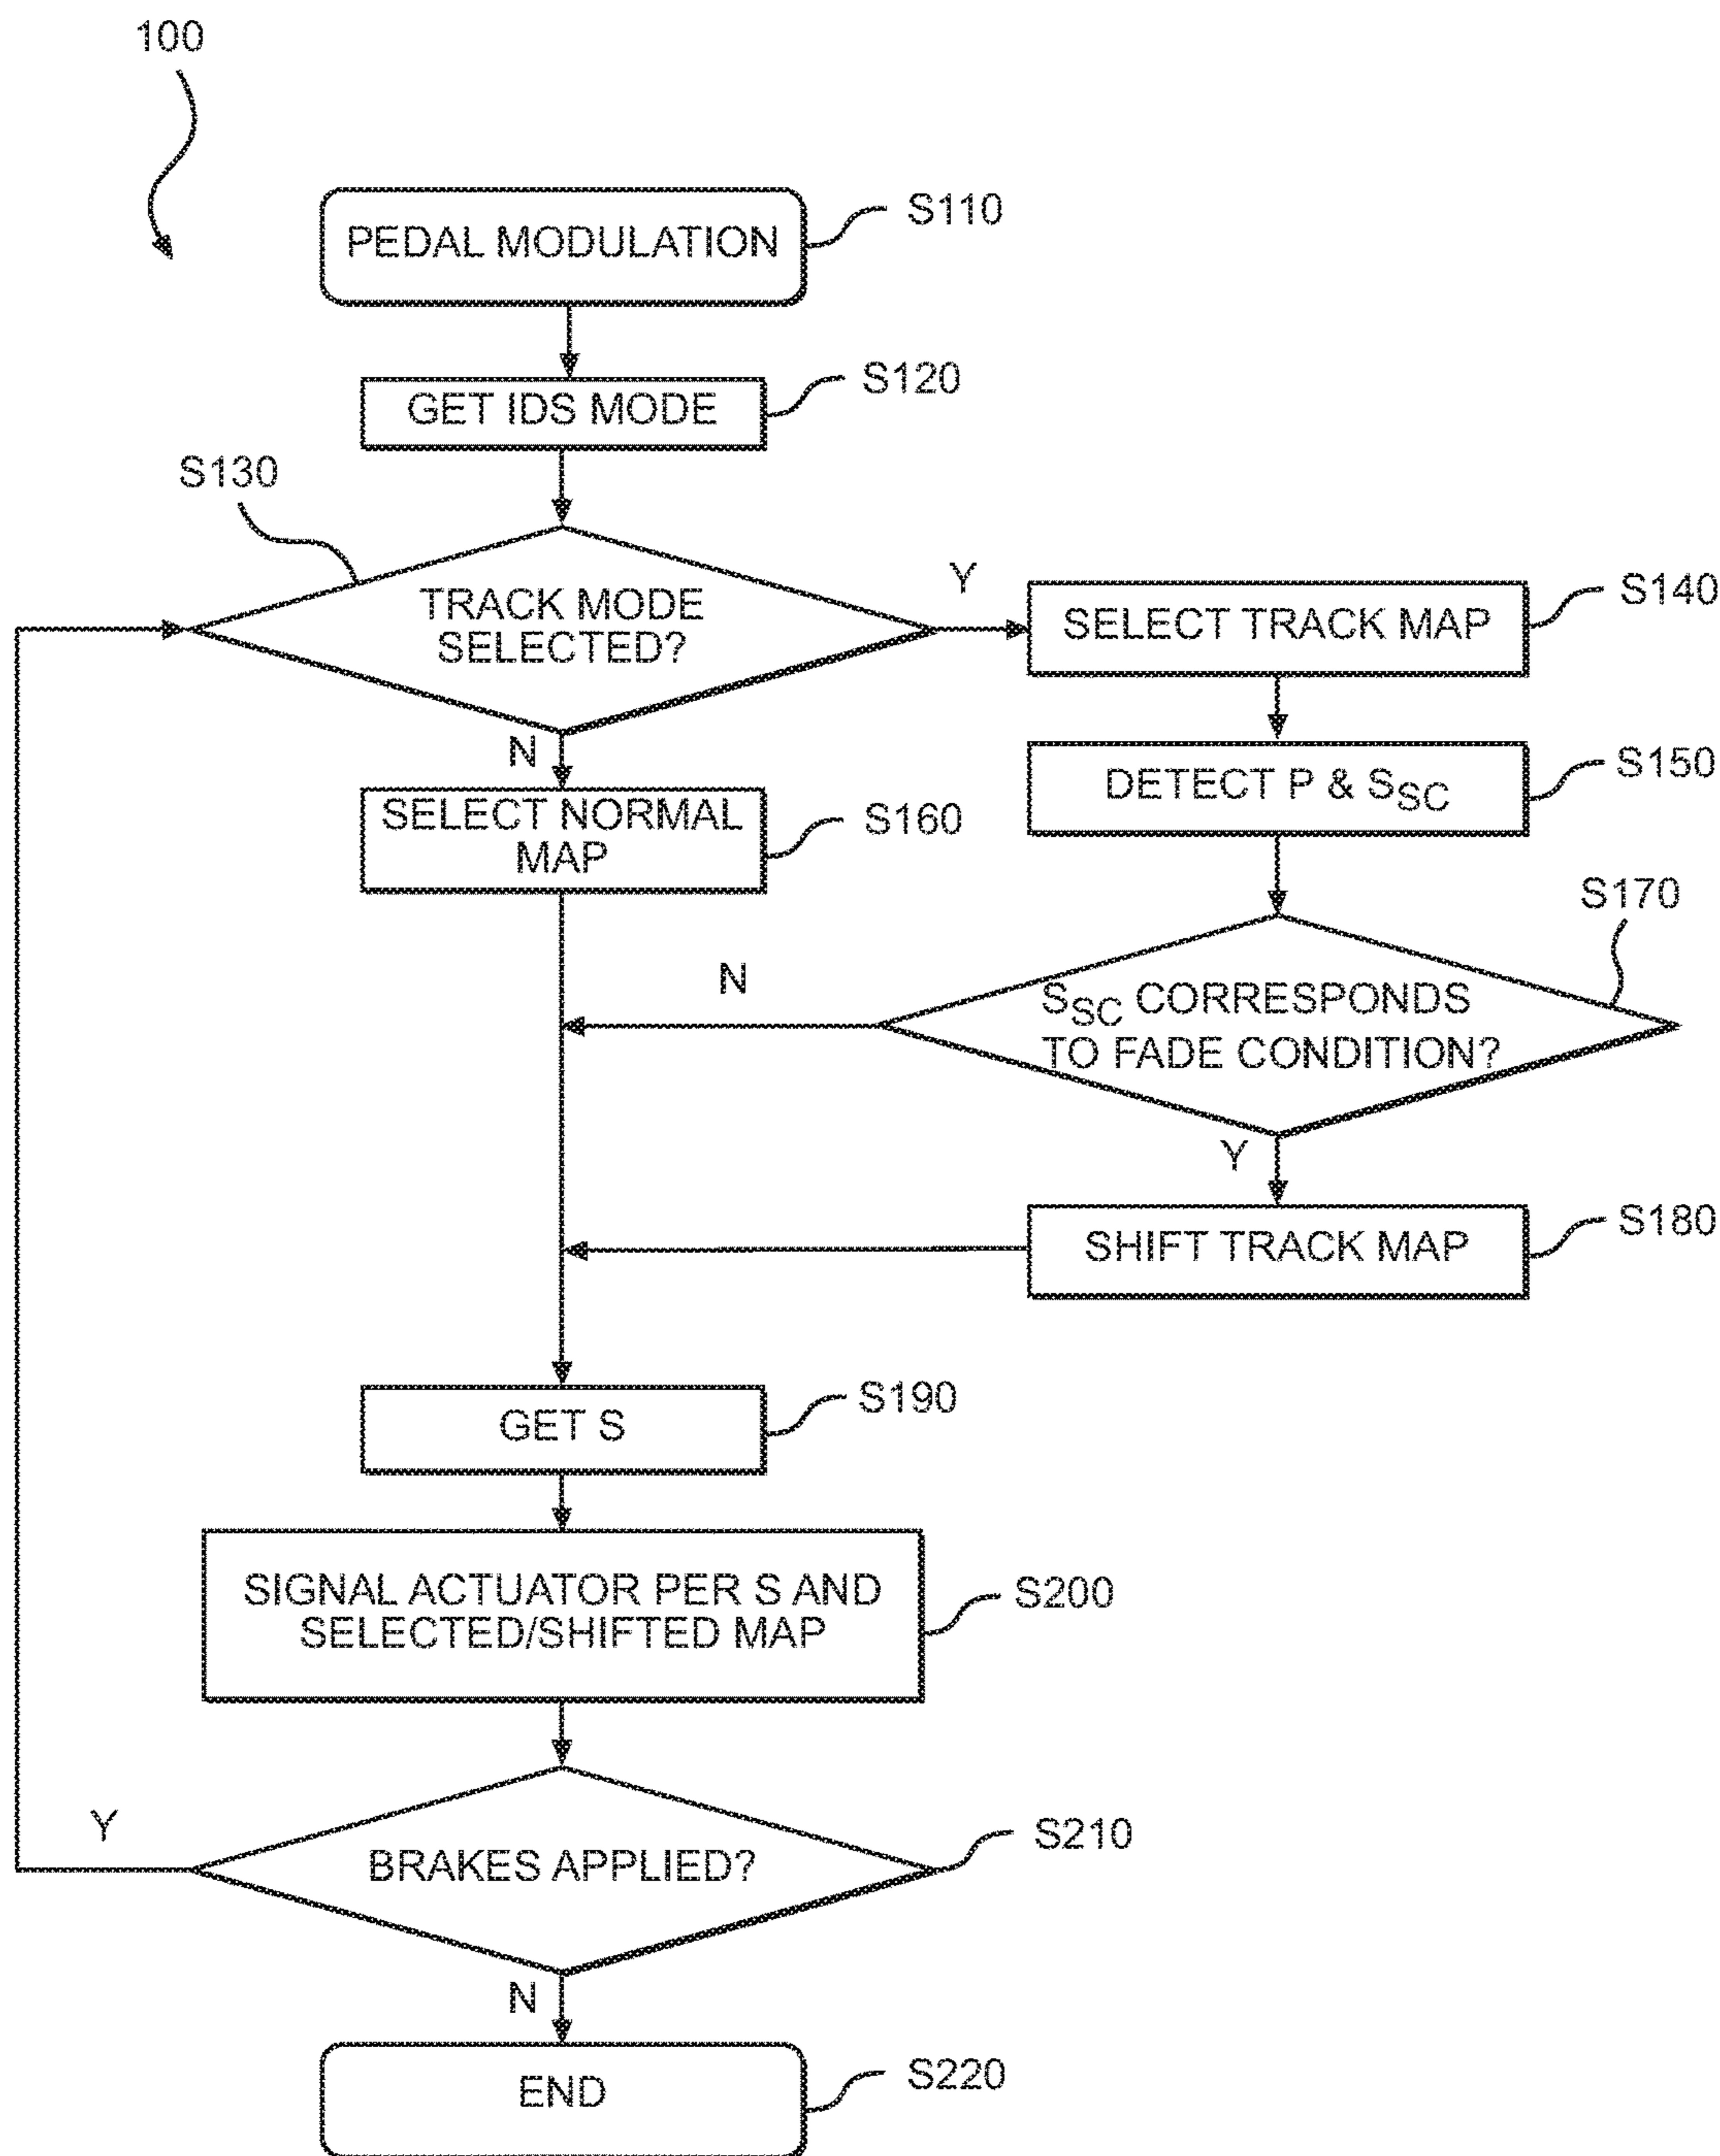 100
PEDAL MODULATION
S110
GET IDS MODE
S120
S130
TRACK MODE
SELECTED?
Y
SELECT TRACK MAP
S140
N
DETECT P & SSC
S150
SELECT NORMAL
MAP
S160
S170
N
SSC CORRESPONDS
TO FADE CONDITION?
Y
SHIFT TRACK MAP
S180
GET S
S190
SIGNAL ACTUATOR PER S AND
SELECTED/SHIFTED MAP
S200
Y
BRAKES APPLIED?
S210
N
END
S220